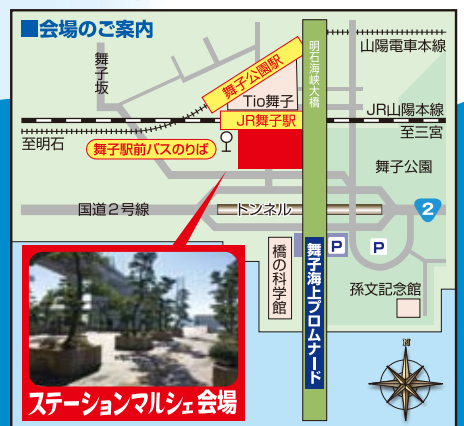 ■会場のご案内
明石海峡大橋
山陽電車本線
舞子坂
舞子公園駅
Tio舞子
JR山陽本線
JR舞子駅
至三宮
至明石
舞子駅前バスのりば
舞子公園
国道2号線
トンネル
2
橋の科学館
舞子海上プロムナード
P
P
孫文記念館
N
ステーションマルシェ会場